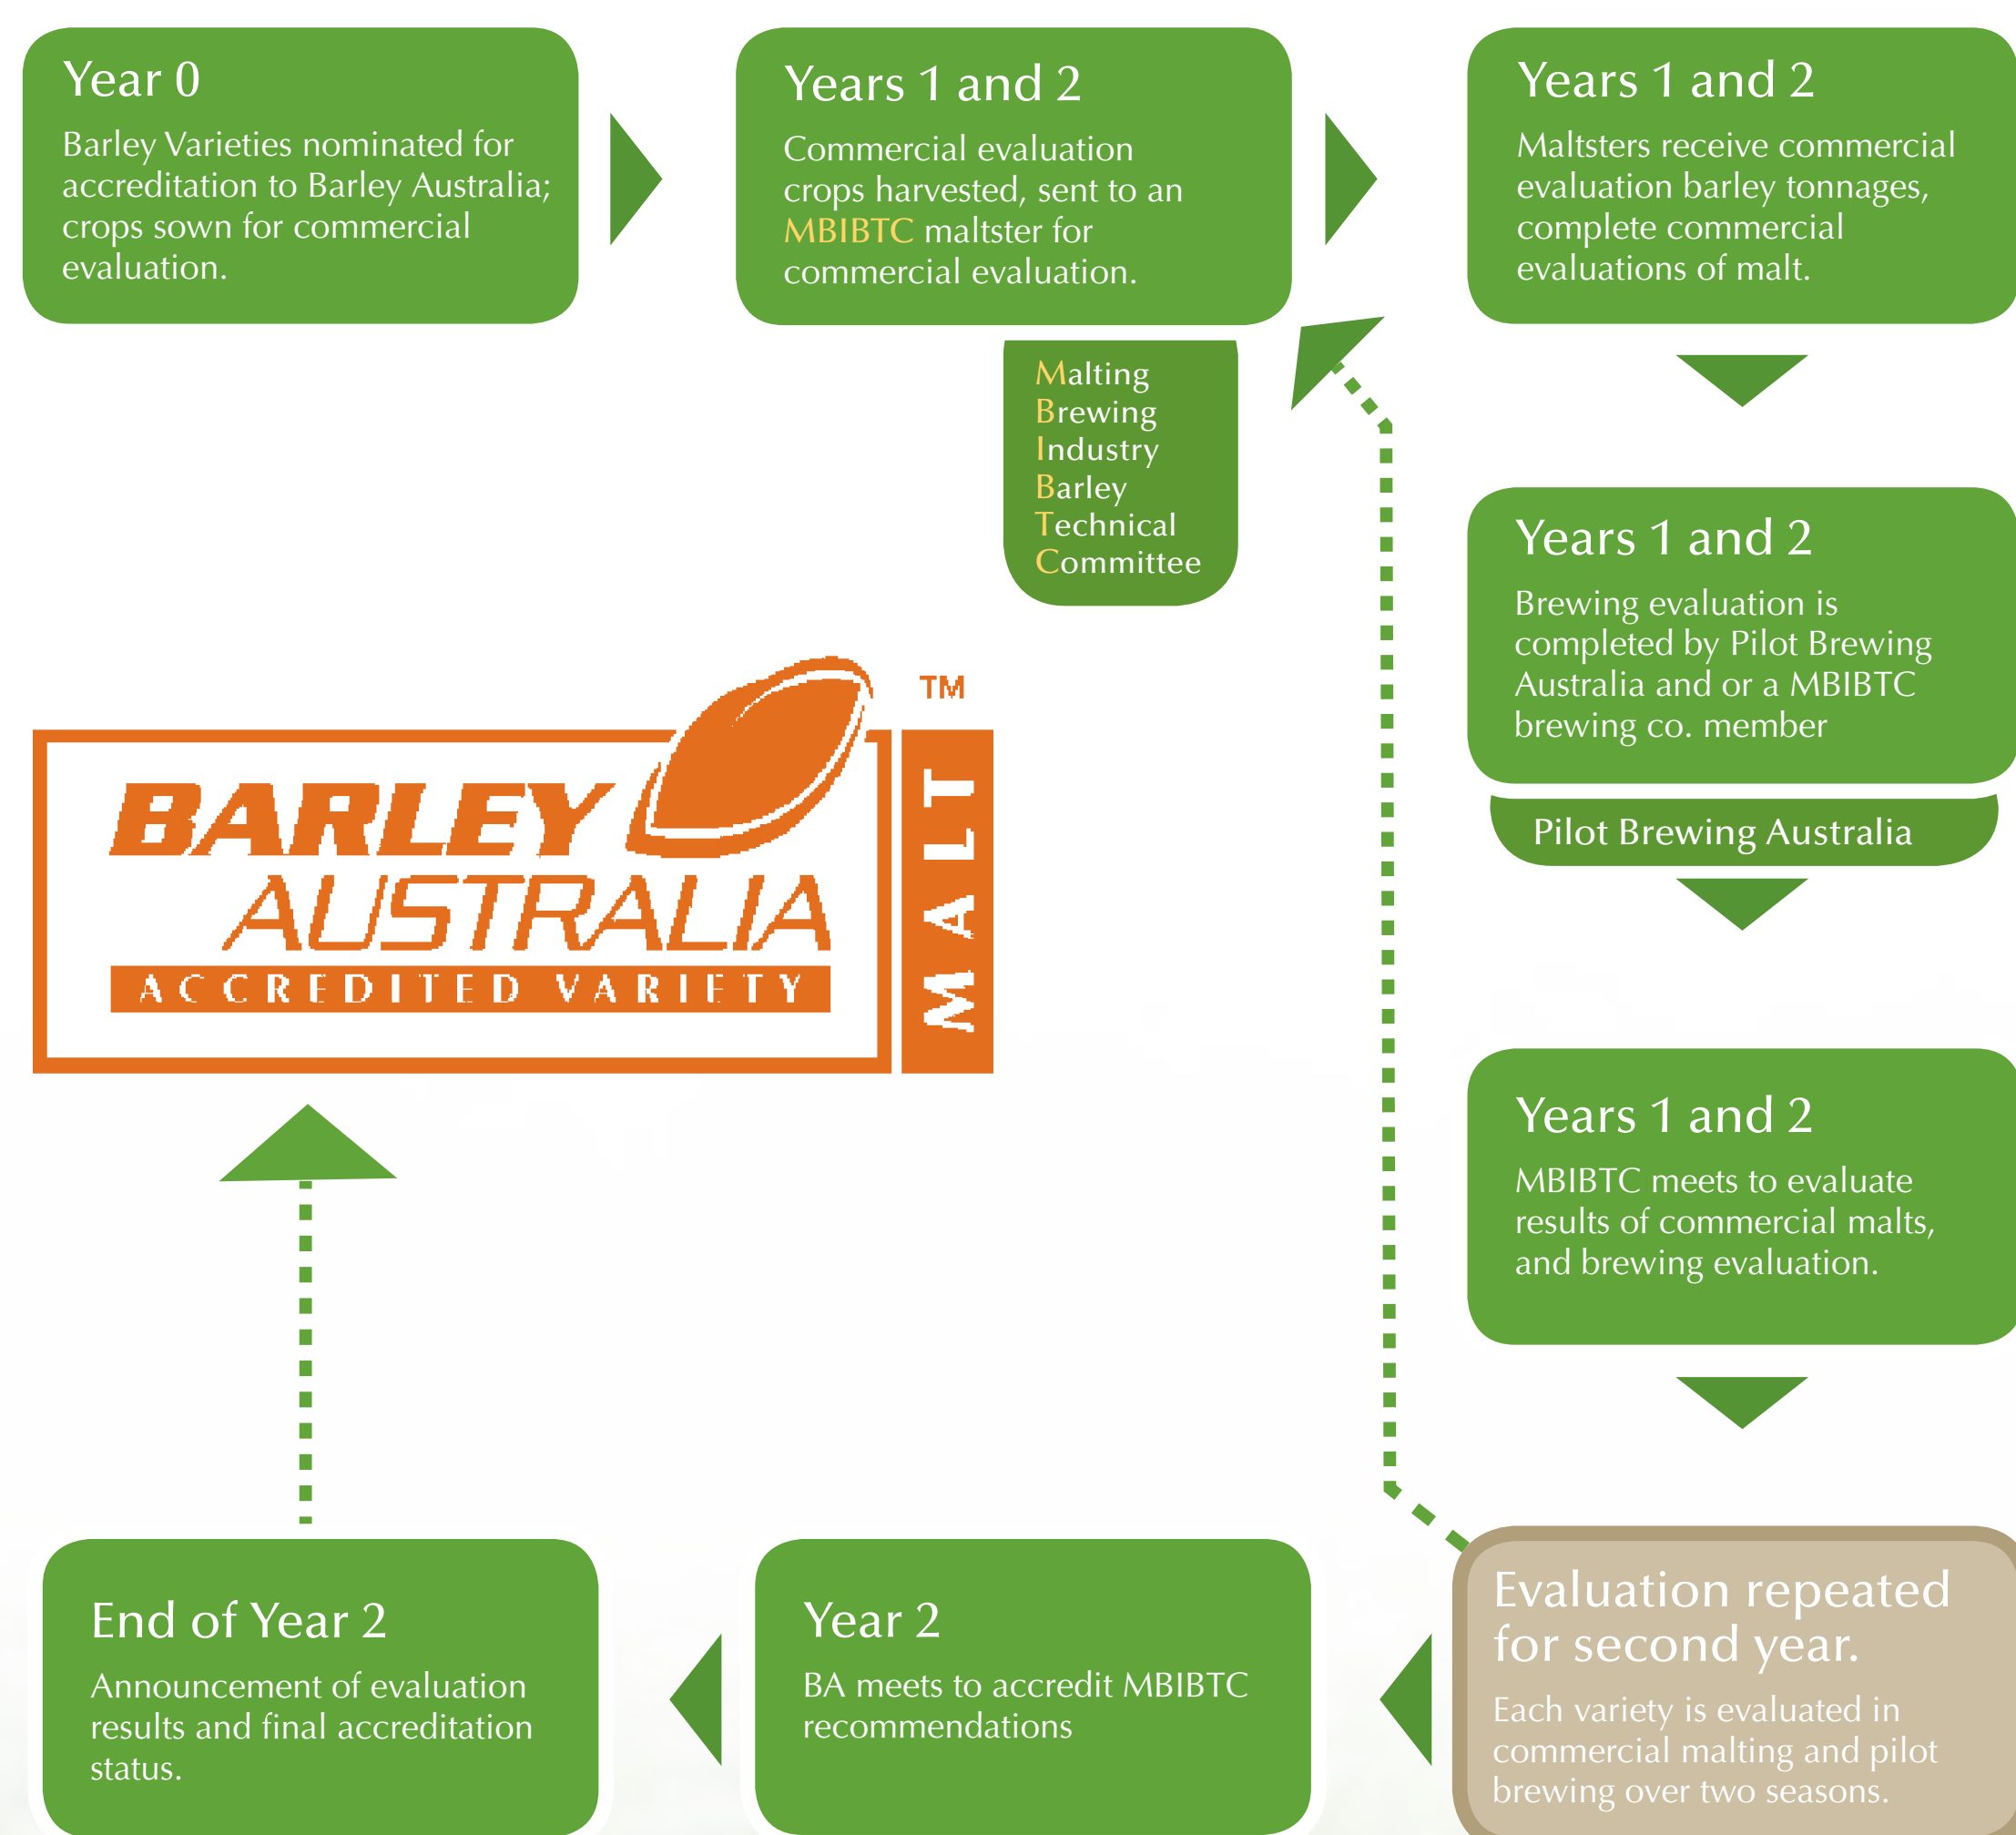 Year 0
Barley Varieties nominated for
accreditation to Barley Australia;
crops sown for commercial
evaluation.
Years 1 and 2
Commercial evaluation
crops harvested, sent to an
MBIBTC maltster for
commercial evaluation.
Malting
Brewing
Industry
Barley
Technical
Committee
Years 1 and 2
Maltsters receive commercial
evaluation barley tonnages,
complete commercial
evaluations of malt.
Years 1 and 2
Brewing evaluation is
completed by Pilot Brewing
Australia and or a MBIBTC
brewing co. member
Pilot Brewing Australia
Years 1 and 2
MBIBTC meets to evaluate
results of commercial malts,
and brewing evaluation.
Evaluation repeated
for second year.
Each variety is evaluated in
commercial malting and pilot
brewing over two seasons.
Year 2
BA meets to accredit MBIBTC
recommendations
End of Year 2
Announcement of evaluation
results and final accreditation
status.
BARLEY
AUSTRALIA
ACCREDITED VARIETY
MALT
TM